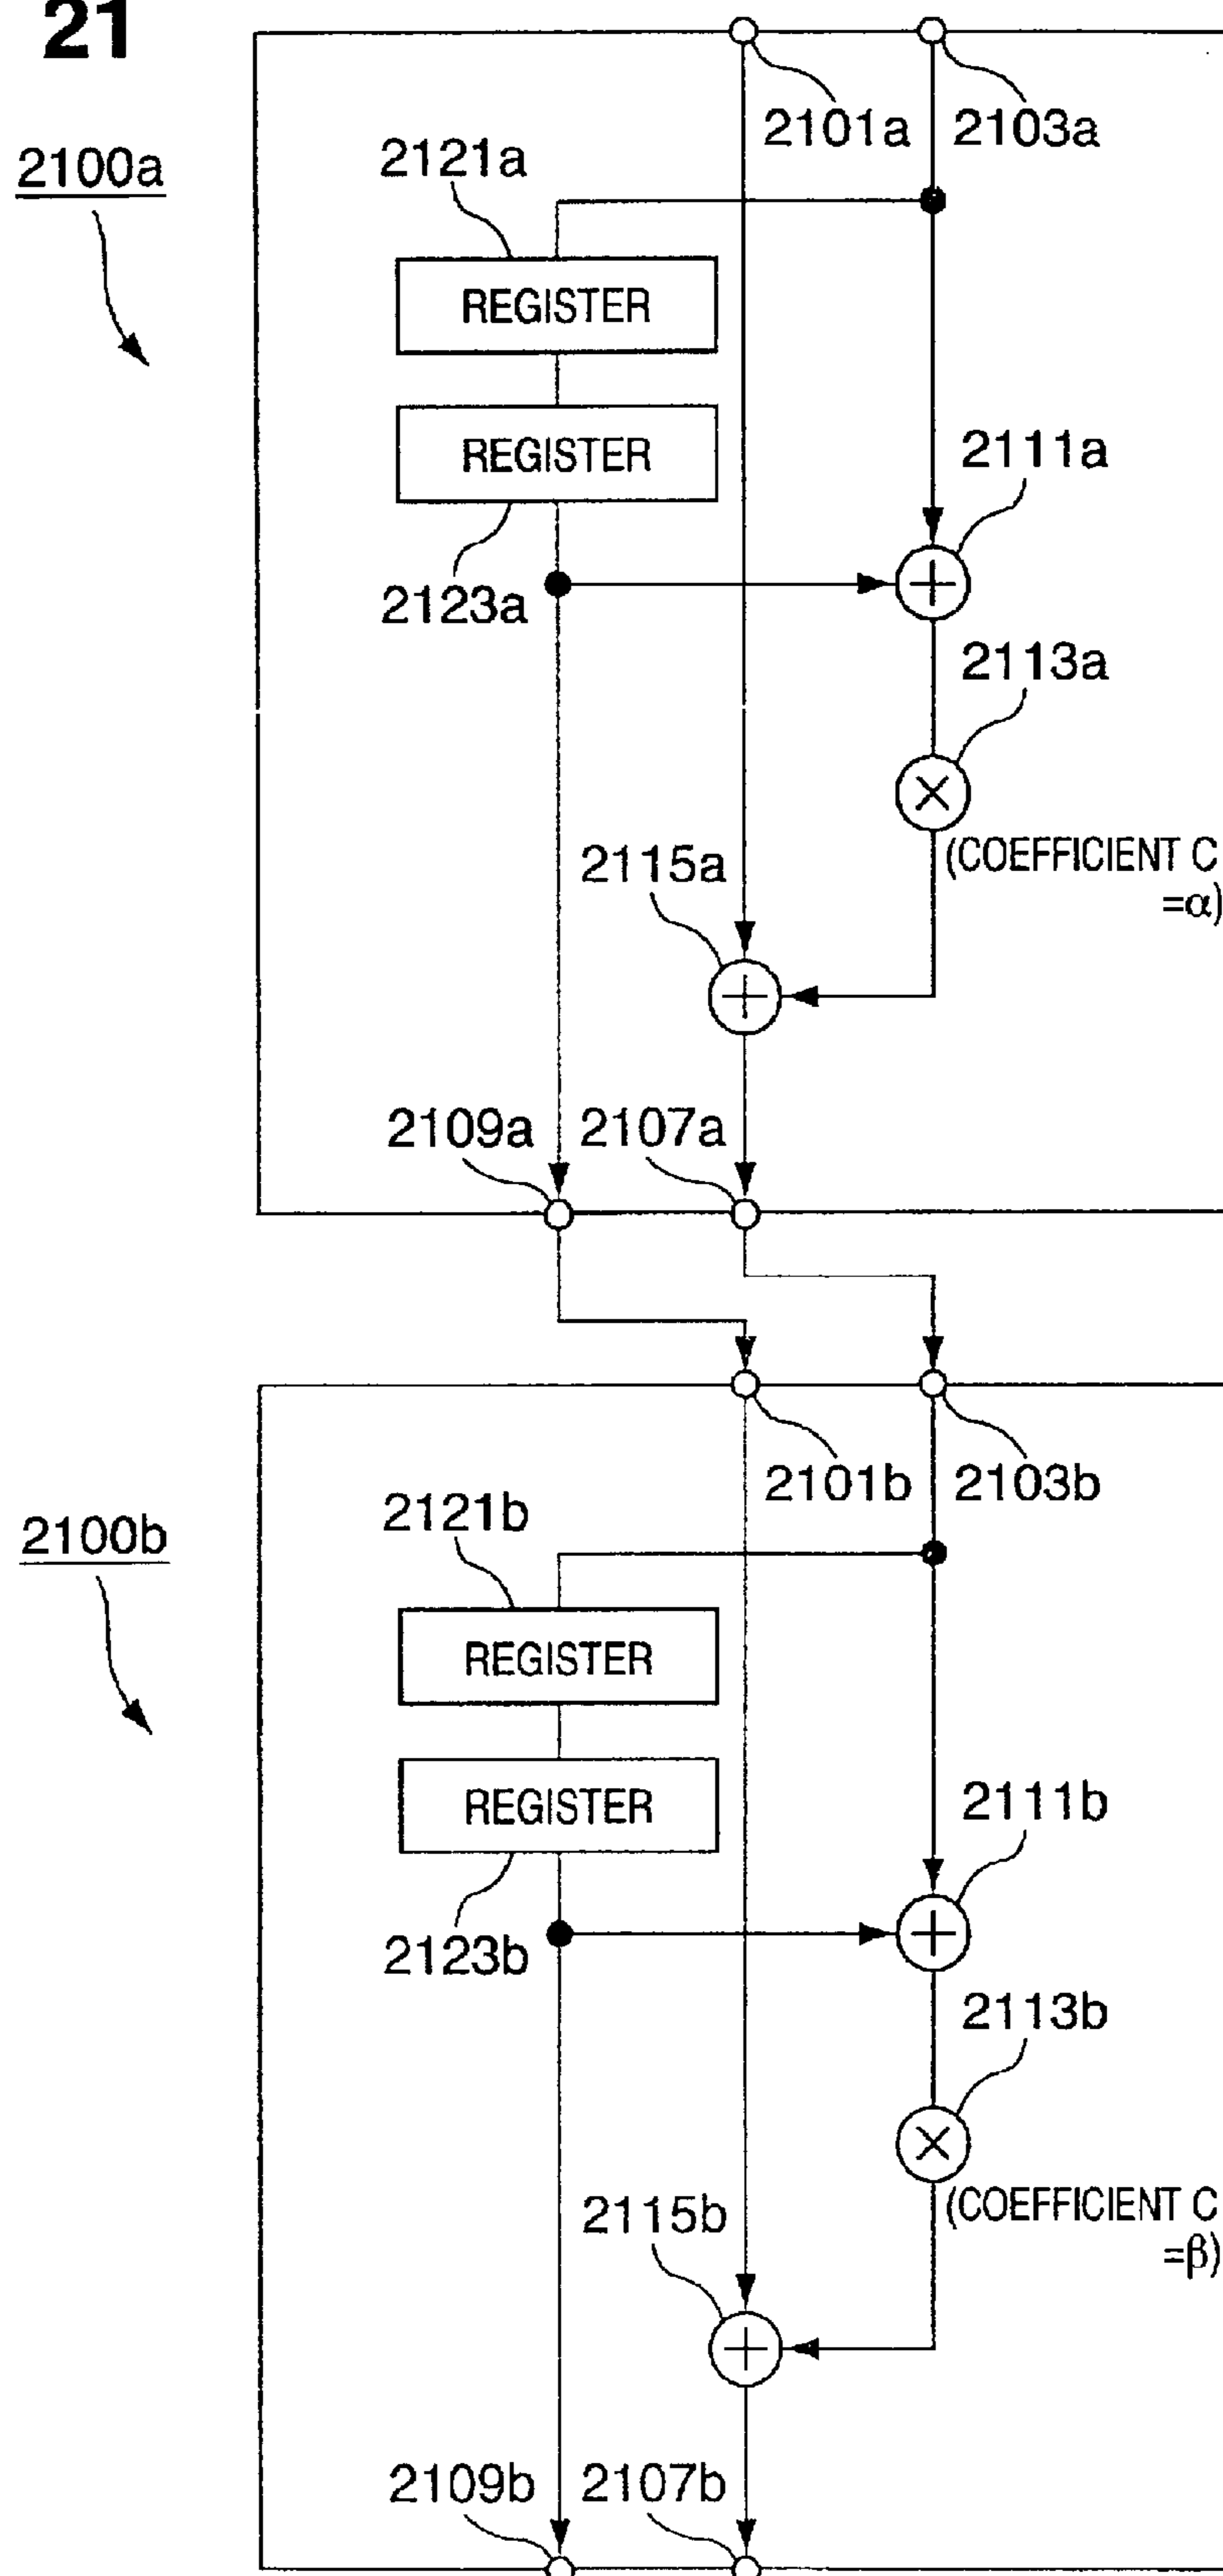 21
2100a
2101a
2103a
2121a
REGISTER
REGISTER
2111a
2123a
2113a
(COEFFICIENT C
=α)
2115a
2109a
2107a
2101b
2103b
2100b
2121b
REGISTER
REGISTER
2111b
2123b
2113b
(COEFFICIENT C
=β)
2115b
2109b
2107b